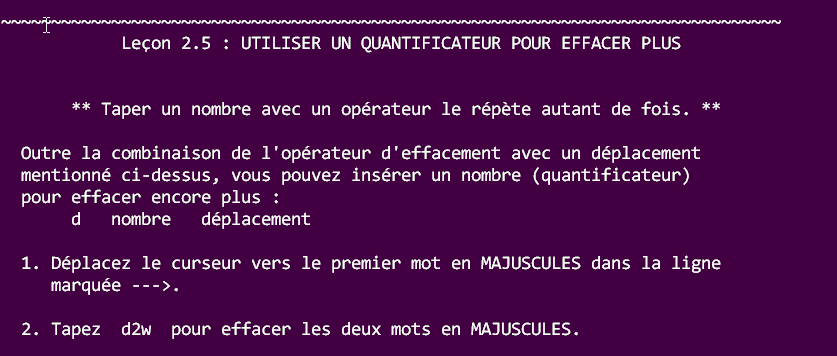 ~~~~~~~~~~~~~~~~~~~~~~~~~~~~~~~~~~~~~~~~~~~~~~~~~~~~~~~~~~~~~~~~~~~~~~~~~~~~~~
Leçon 2.5 : UTILISER UN QUANTIFICATEUR POUR EFFACER PLUS
** Taper un nombre avec un opérateur le répète autant de fois. **
Outre la combinaison de l'opérateur d'effacement avec un déplacement
mentionné ci-dessus, vous pouvez insérer un nombre (quantificateur)
pour effacer encore plus :
d nombre déplacement
1. Déplacez le curseur vers le premier mot en MAJUSCULES dans la ligne
marquée --->.
2. Tapez d2w pour effacer les deux mots en MAJUSCULES.